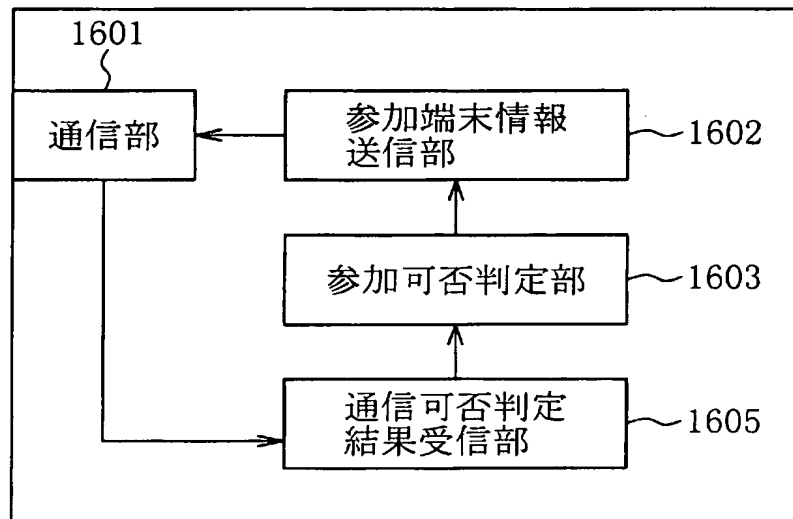 1601
通信部
参加端末情報
送信部
1602
参加可否判定部
1603
通信可否判定
結果受信部
1605